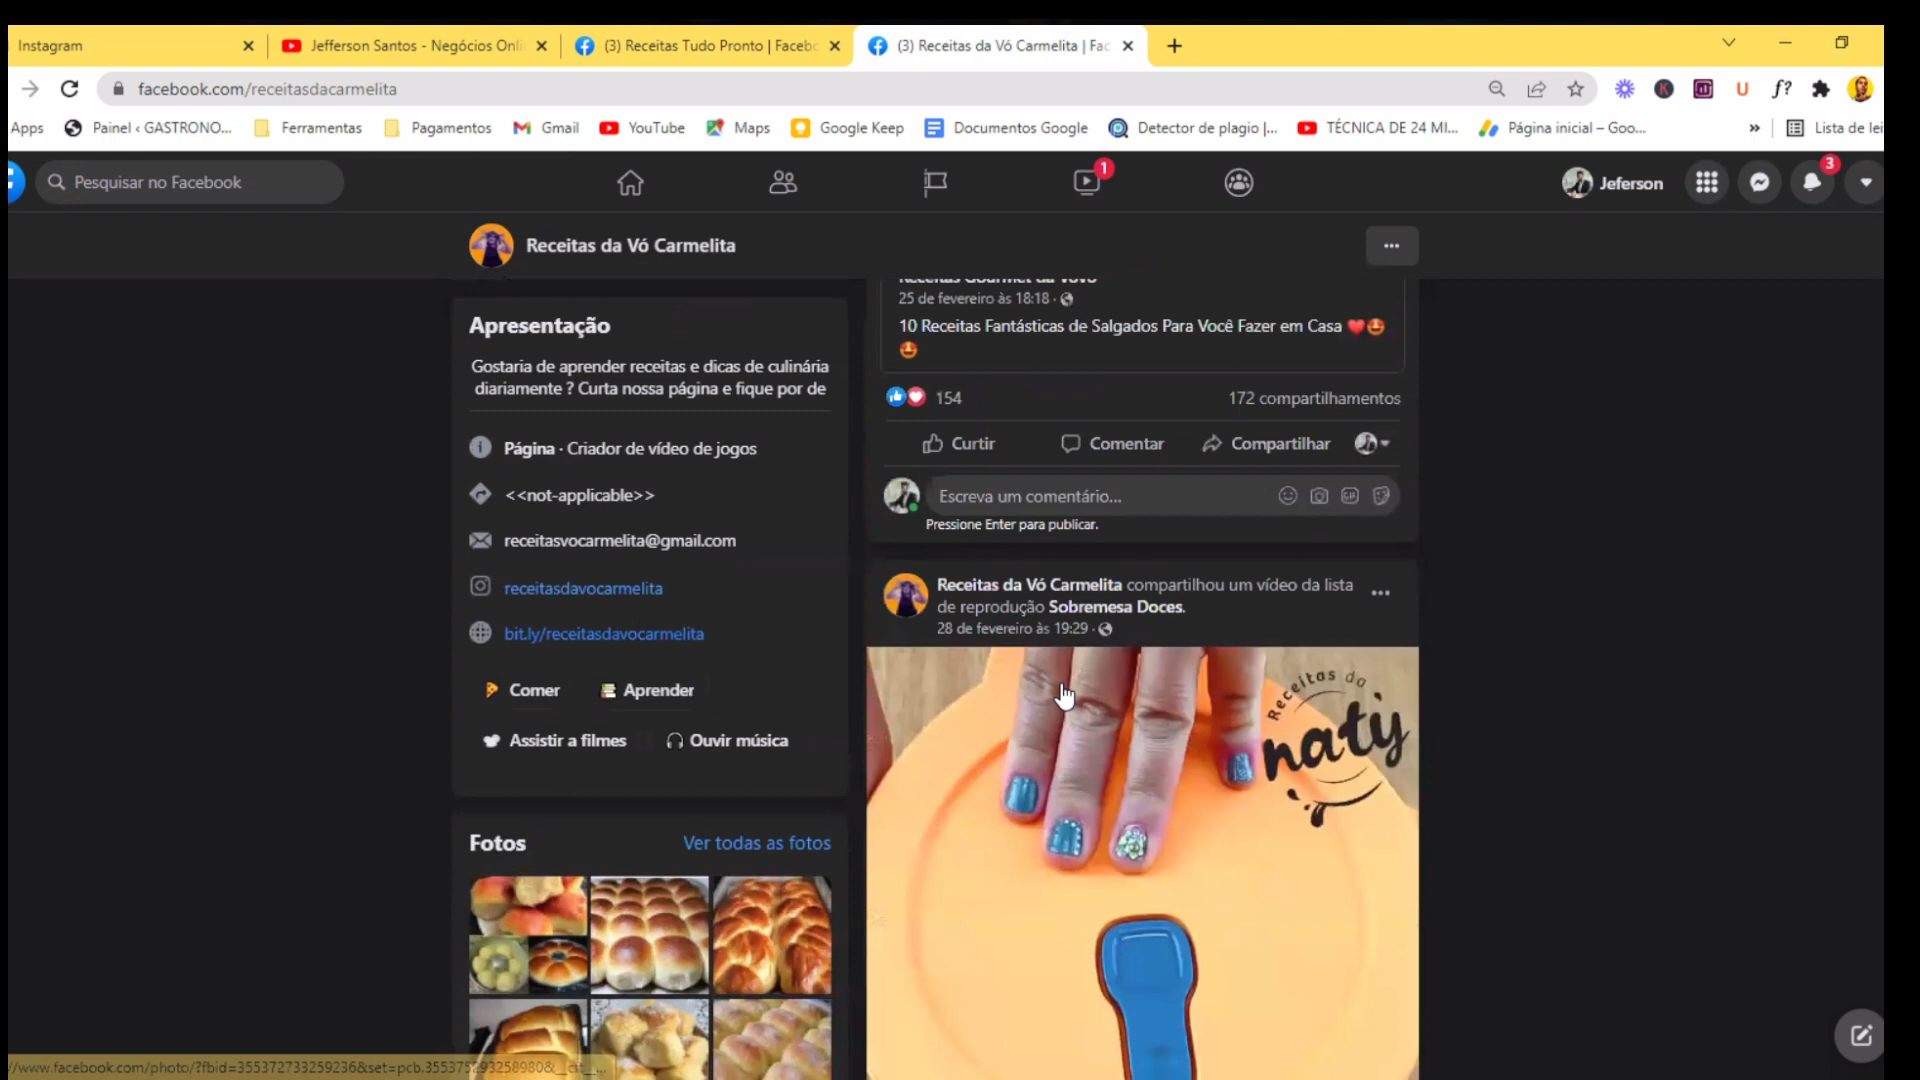 Instagram
Jefferson Santos - Negócios Onli
(3) Receitas Tudo Pronto | Facebo
(3) Receitas da Vó Carmelita | Fac
facebook.com/receitasdacarmelita
f?
Apps
Painel ‹ GASTRONO...
Ferramentas
Pagamentos
Gmail
YouTube
Maps
Google Keep
Documentos Google
Detector de plagio |...
TÉCNICA DE 24 MI...
Página inicial – Goo...
»
Lista de lei
Pesquisar no Facebook
1
Jeferson
3
Receitas da Vó Carmelita
Apresentação
Gostaria de aprender receitas e dicas de culinária
diariamente ? Curta nossa página e fique por de
Página · Criador de vídeo de jogos
<<not-applicable>>
receitasvocarmelita@gmail.com
receitasdavocarmelita
bit.ly/receitasdavocarmelita
Comer
Aprender
Assistir a filmes
Ouvir música
Fotos
Ver todas as fotos
Receitas Gourmet da Vovó
25 de fevereiro às 18:18 ·
10 Receitas Fantásticas de Salgados Para Você Fazer em Casa
154
172 compartilhamentos
Curtir
Comentar
Compartilhar
Escreva um comentário...
GIF
Pressione Enter para publicar.
Receitas da Vó Carmelita compartilhou um vídeo da lista
de reprodução Sobremesa Doces.
28 de fevereiro às 19:29 ·
Receitas da
naty